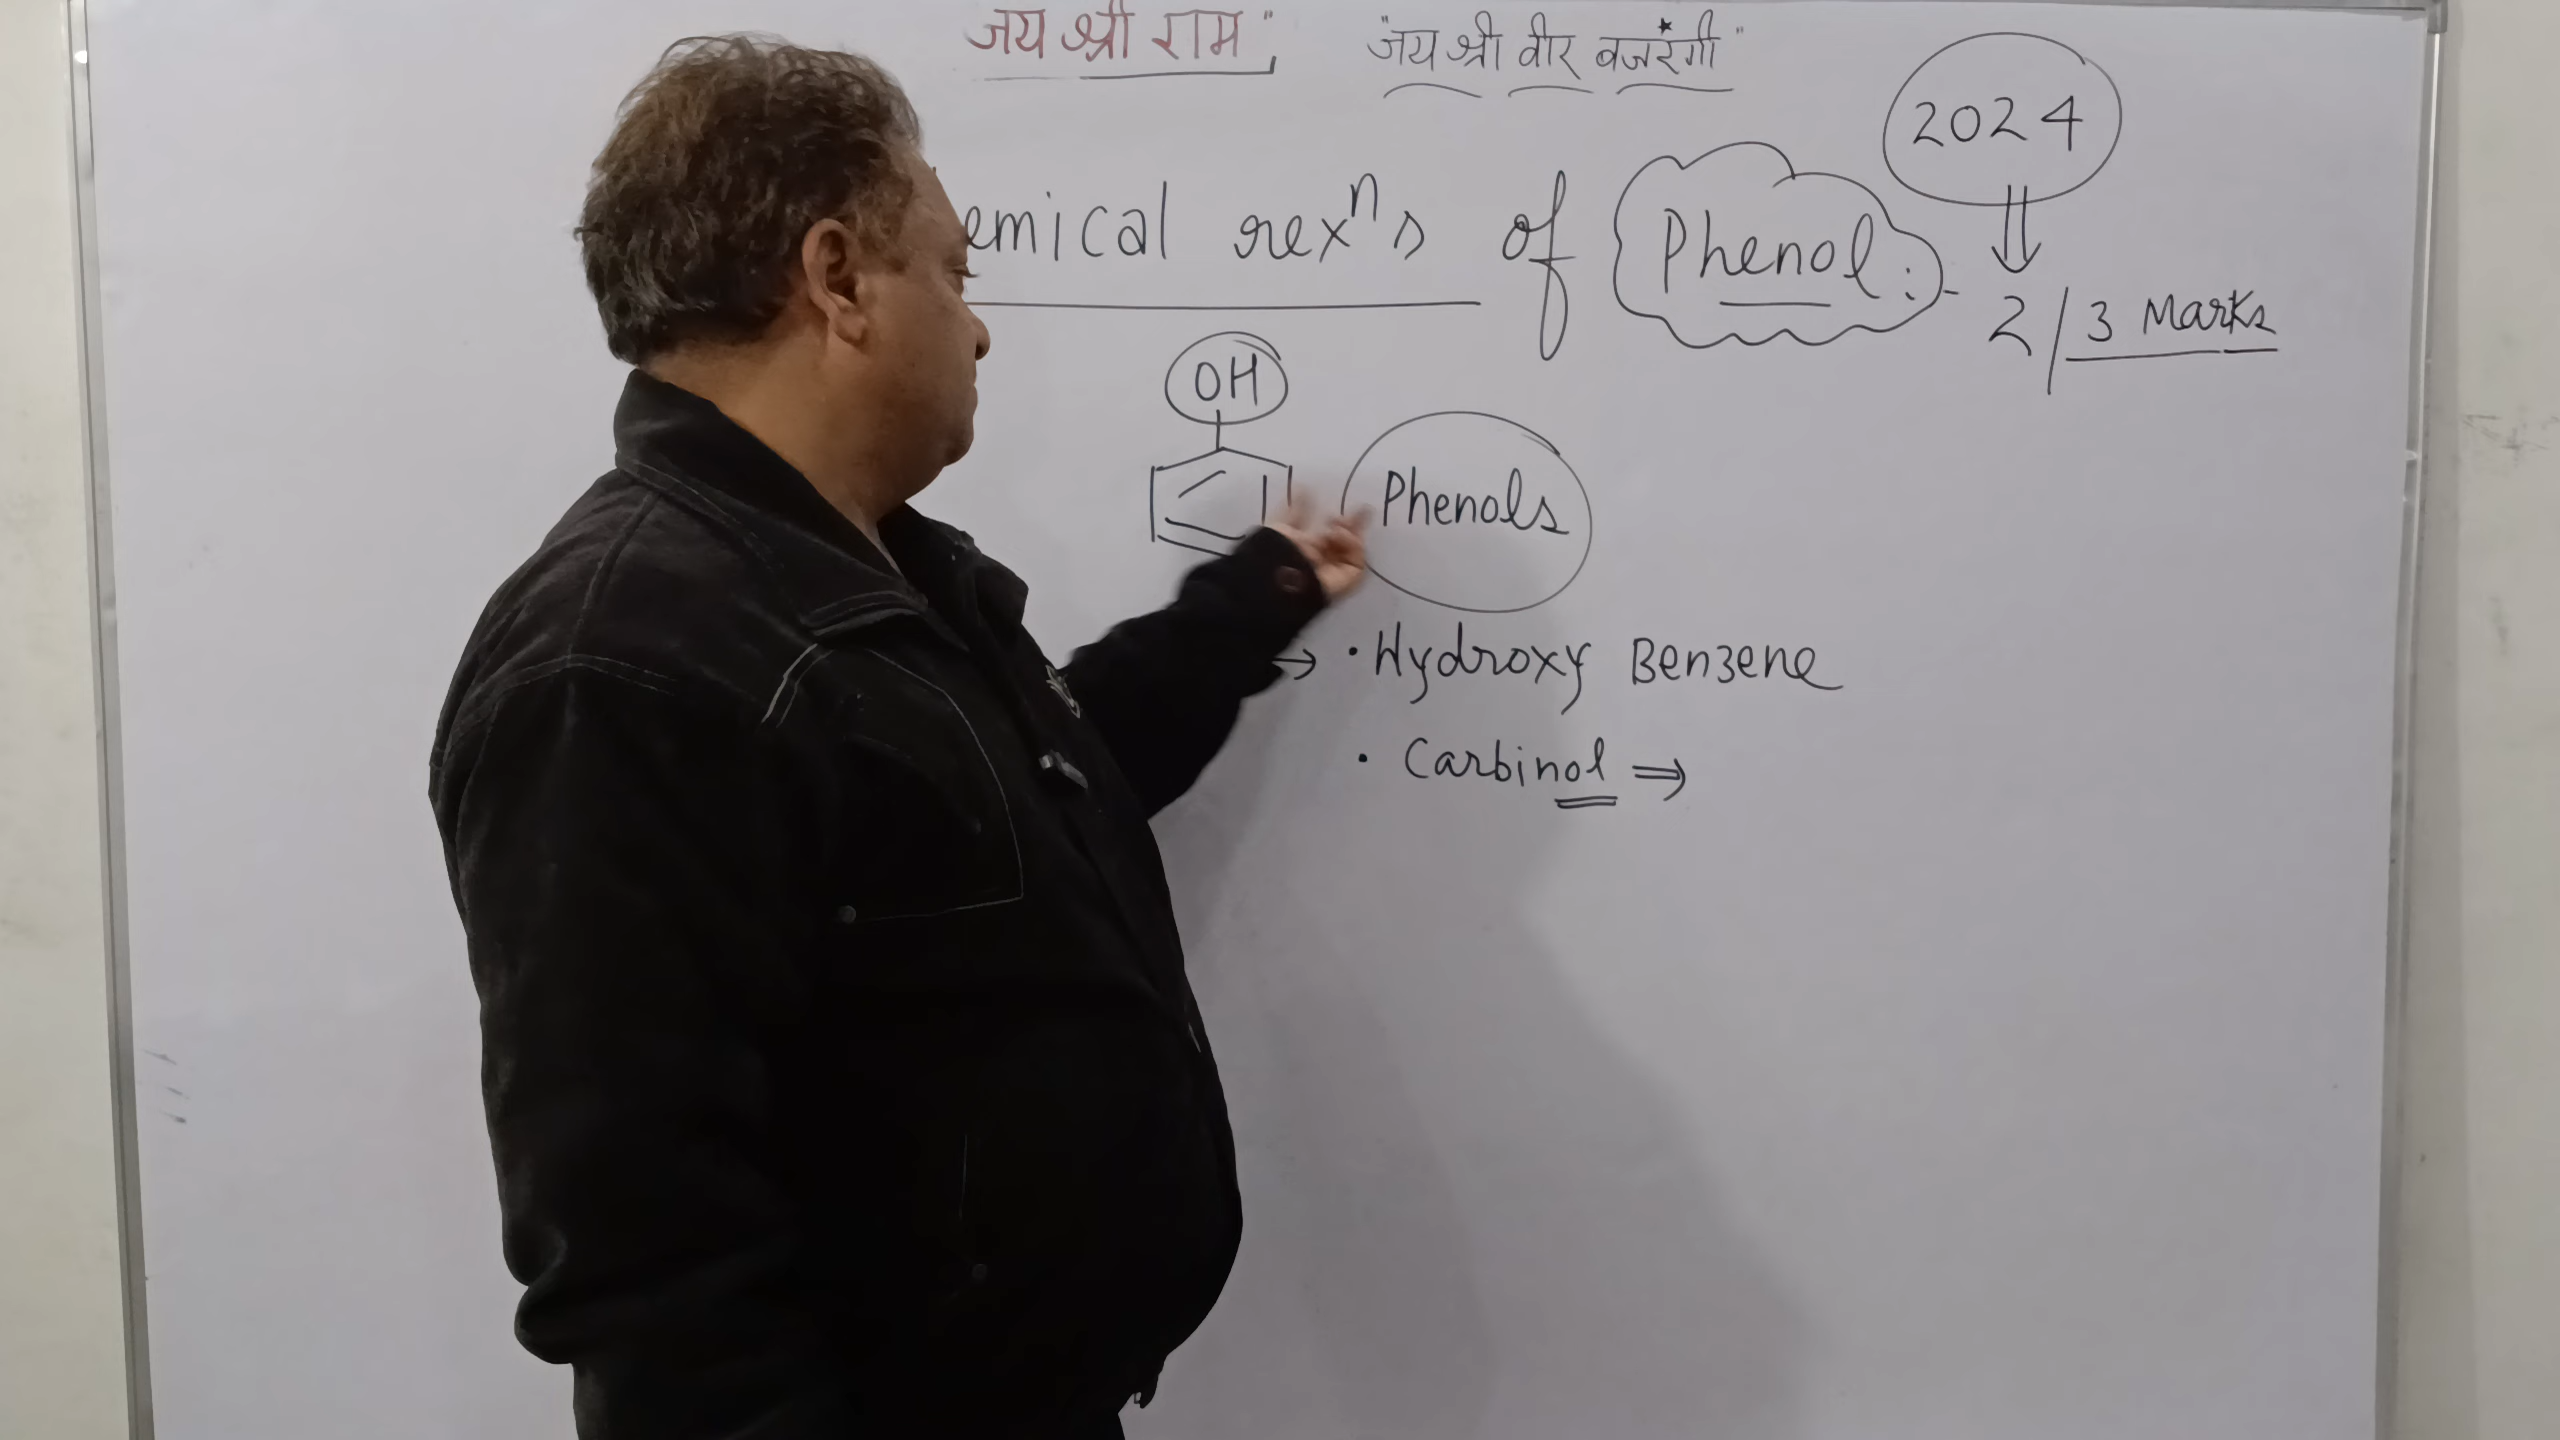 जय श्री राम" "जय श्री वीर बजरंगी"
2024
emical rexⁿs of Phenol :-
2/3 Marks
OH
Phenols
→ • Hydroxy Benzene
• Carbinol ⇒